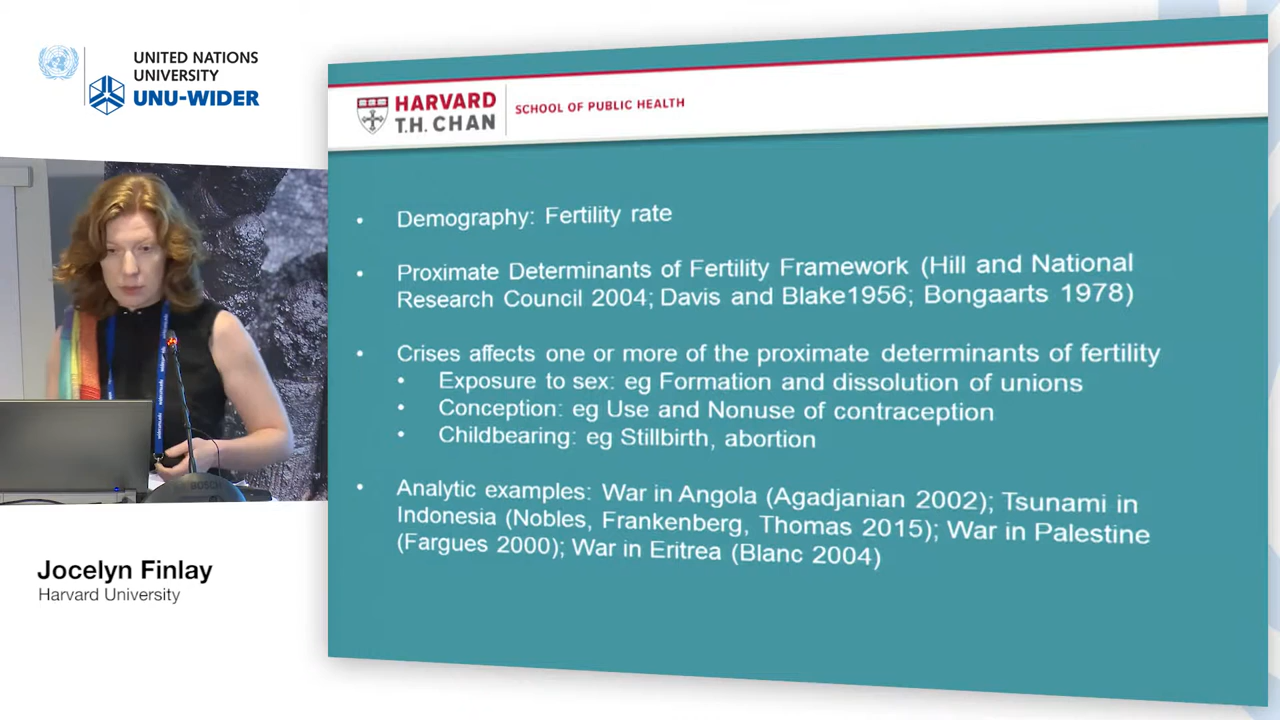 UNITED NATIONS
UNIVERSITY
UNU-WIDER
HARVARD
T.H. CHAN
SCHOOL OF PUBLIC HEALTH
• Demography: Fertility rate
• Proximate Determinants of Fertility Framework (Hill and National
Research Council 2004; Davis and Blake1956; Bongaarts 1978)
• Crises affects one or more of the proximate determinants of fertility
• Exposure to sex: eg Formation and dissolution of unions
• Conception: eg Use and Nonuse of contraception
• Childbearing: eg Stillbirth, abortion
• Analytic examples: War in Angola (Agadjanian 2002); Tsunami in
Indonesia (Nobles, Frankenberg, Thomas 2015); War in Palestine
(Fargues 2000); War in Eritrea (Blanc 2004)
BOSCH
Jocelyn Finlay
Harvard University